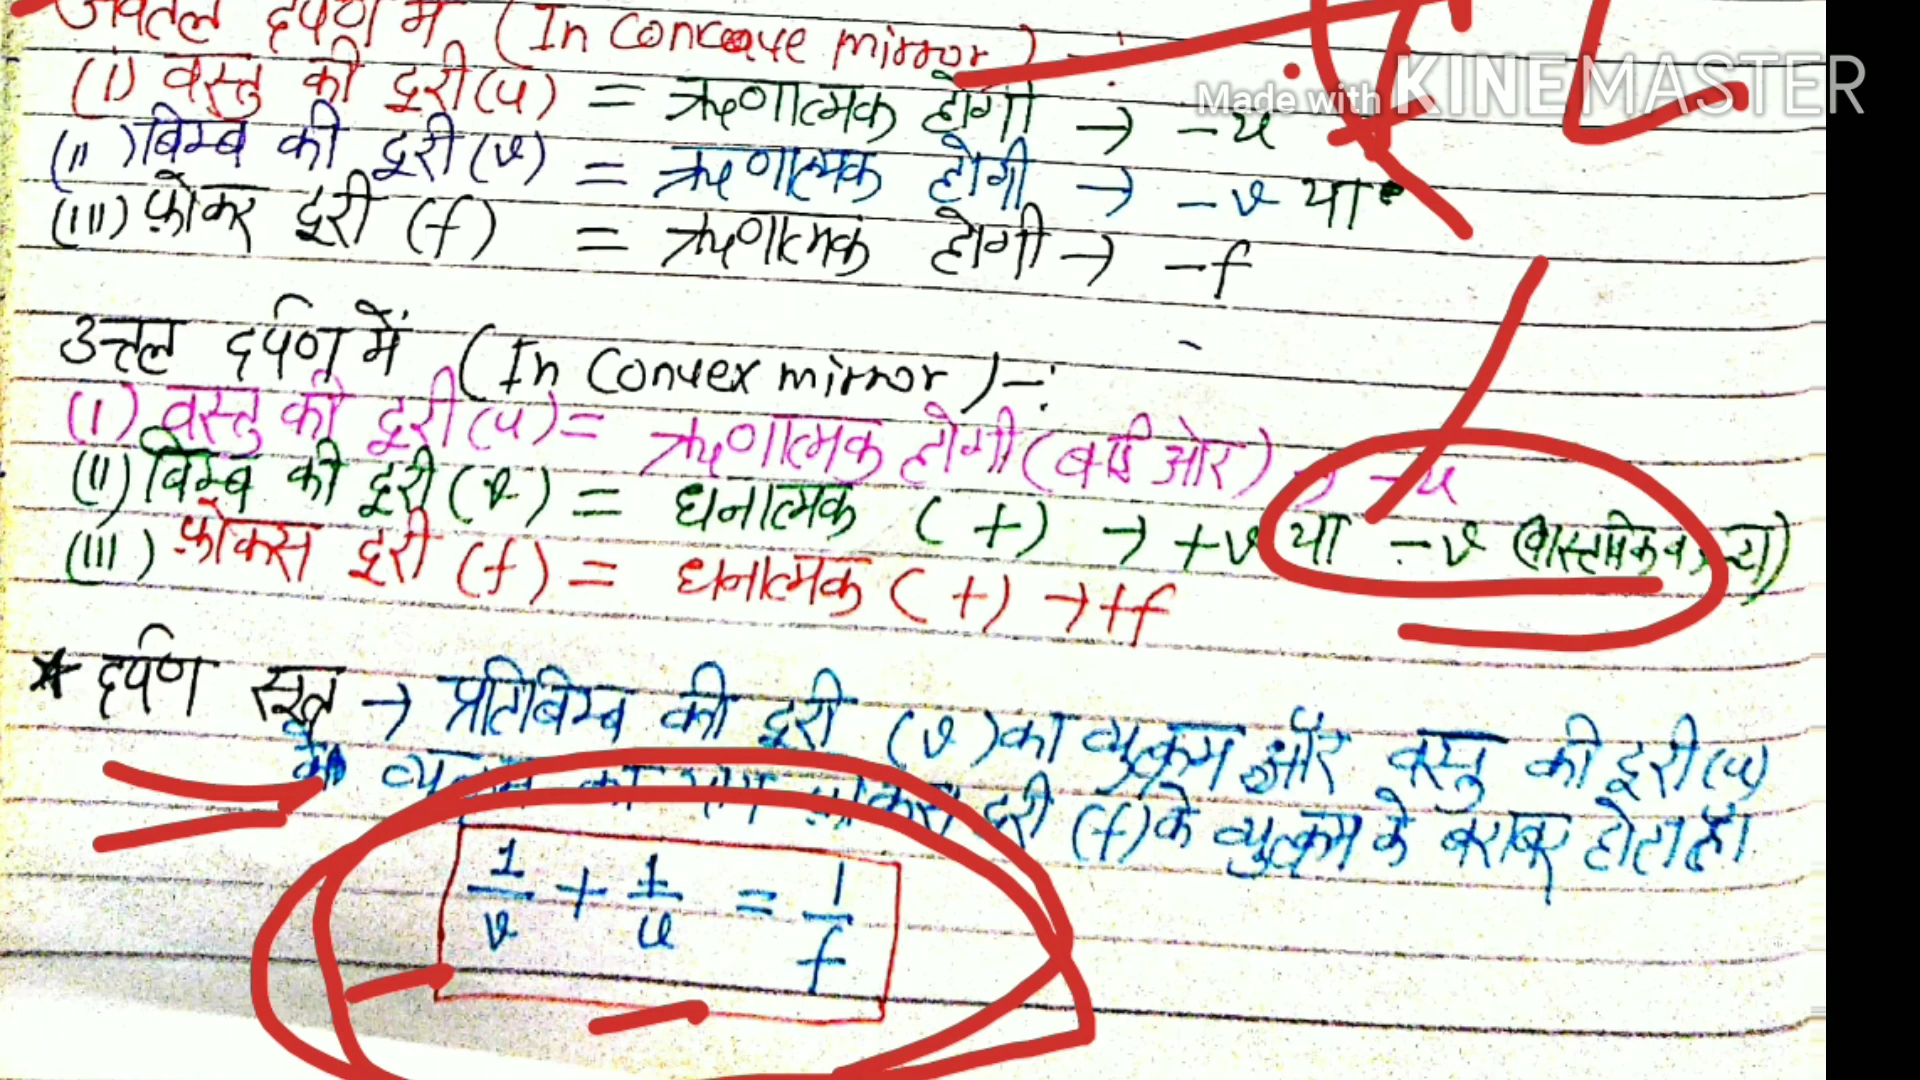 अवतल दर्पण में (In Concave mirror) -:
Made with KINEMASTER
(i) वस्तु की दूरी (u) = ऋणात्मक होगी → -u
(ii) बिम्ब की दूरी (v) = ऋणात्मक होगी → -v या
(iii) फ़ोकस दूरी (f) = ऋणात्मक होगी → -f
उत्तल दर्पण में (In Convex mirror) -:
(i) वस्तु की दूरी (u) = ऋणात्मक होगी (बाईं ओर) → -u
(ii) बिम्ब की दूरी (v) = धनात्मक (+) → +v या -v
(iii) फ़ोकस दूरी (f) = धनात्मक (+) → +f
* दर्पण सूत्र → प्रतिबिम्ब की दूरी (v) का व्युत्क्रम और वस्तु की दूरी (u)
के व्युत्क्रम का योग फ़ोकस दूरी (f) के व्युत्क्रम के बराबर होता है।
1/v + 1/u = 1/f